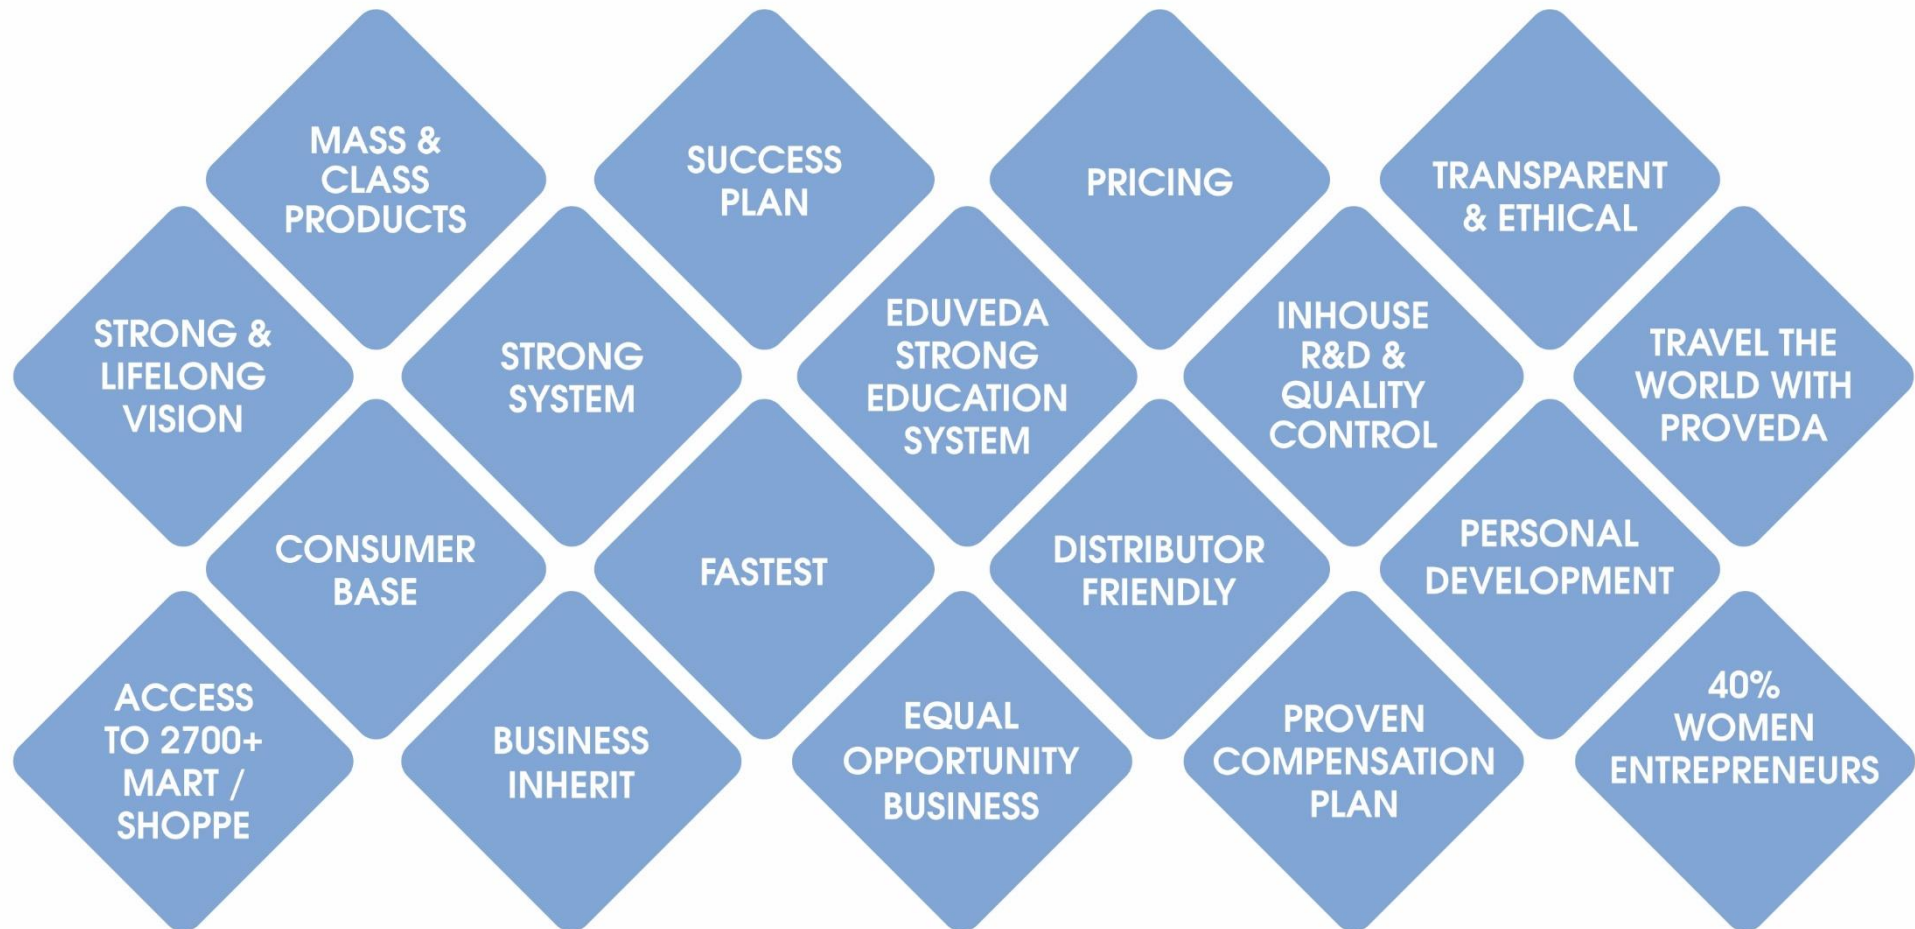 MASS &
CLASS
PRODUCTS
SUCCESS
PLAN
PRICING
TRANSPARENT
& ETHICAL
STRONG &
LIFELONG
VISION
STRONG
SYSTEM
EDUVEDA
STRONG
EDUCATION
SYSTEM
INHOUSE
R&D &
QUALITY
CONTROL
TRAVEL THE
WORLD WITH
PROVEDA
CONSUMER
BASE
FASTEST
DISTRIBUTOR
FRIENDLY
PERSONAL
DEVELOPMENT
ACCESS
TO 2700+
MART /
SHOPPE
BUSINESS
INHERIT
EQUAL
OPPORTUNITY
BUSINESS
PROVEN
COMPENSATION
PLAN
40%
WOMEN
ENTREPRENEURS